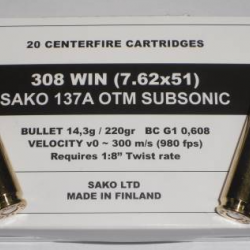 20 CENTERFIRE CARTRIDGES
308 WIN (7.62x51)
SAKO 137A OTM SUBSONIC
BULLET 14,3g / 220gr BC G1 0,608
VELOCITY v0 ~ 300 m/s (980 fps)
Requires 1:8" Twist rate
SAKO LTD
MADE IN FINLAND